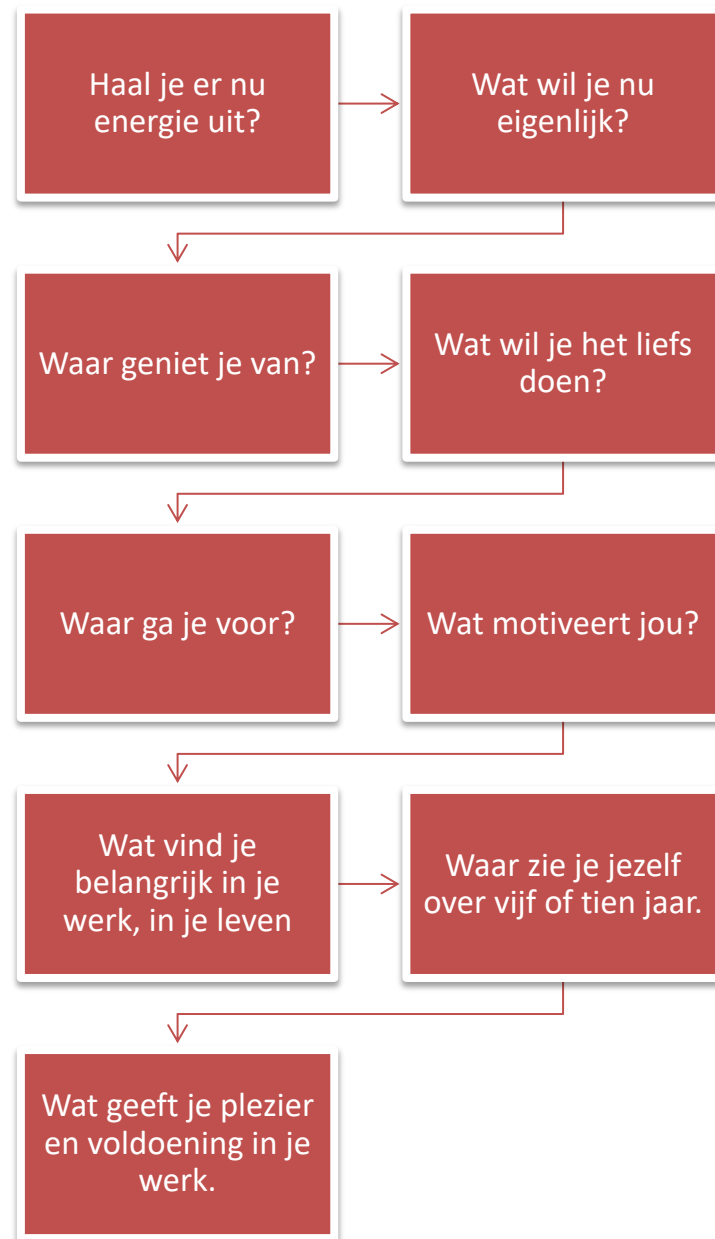 Haal je er nu
energie uit?
Wat wil je nu
eigenlijk?
Waar geniet je van?
Wat wil je het liefs
doen?
Waar ga je voor?
Wat motiveert jou?
Wat vind je
belangrijk in je
werk, in je leven
Waar zie je jezelf
over vijf of tien jaar.
Wat geeft je plezier
en voldoening in je
werk.